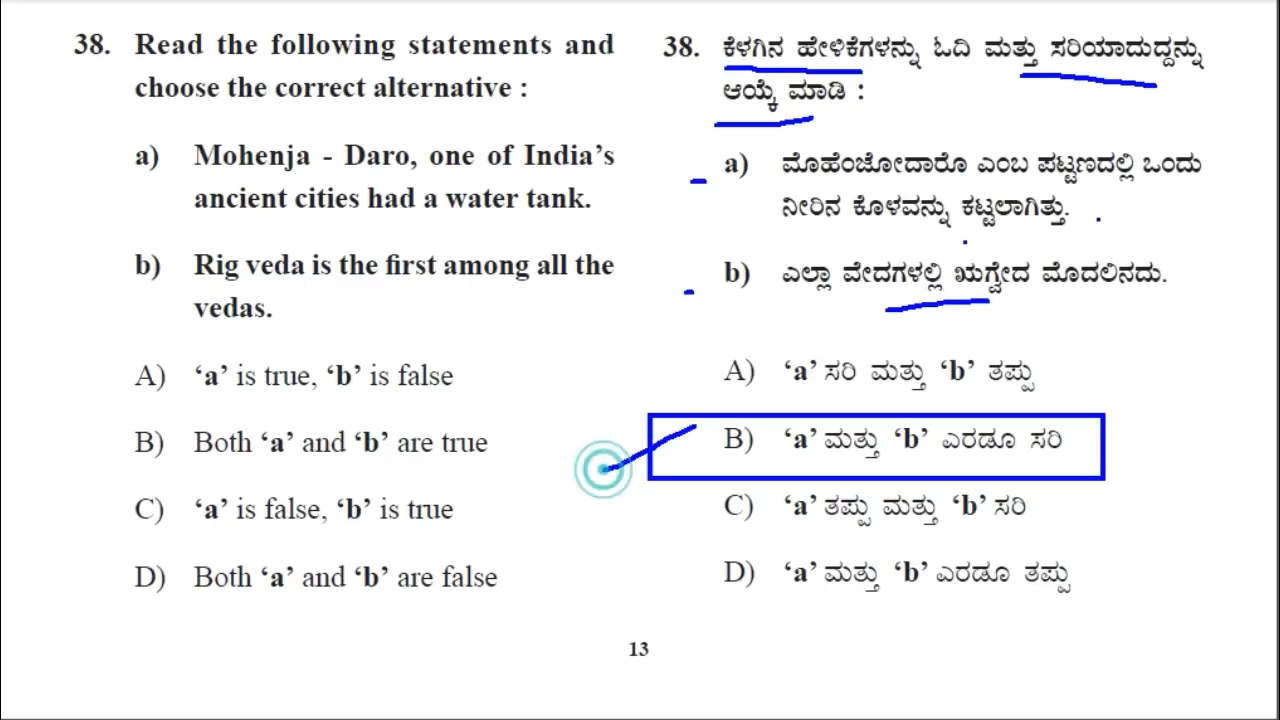 38. Read the following statements and
choose the correct alternative :
a) Mohenja - Daro, one of India's
ancient cities had a water tank.
b) Rig veda is the first among all the
vedas.
A) ‘a’ is true, ‘b’ is false
B) Both ‘a’ and ‘b’ are true
C) ‘a’ is false, ‘b’ is true
D) Both ‘a’ and ‘b’ are false
38. ಕೆಳಗಿನ ಹೇಳಿಕೆಗಳನ್ನು ಓದಿ ಮತ್ತು ಸರಿಯಾದುದ್ದನ್ನು
ಆಯ್ಕೆ ಮಾಡಿ :
a) ಮೊಹೆಂಜೋದಾರೊ ಎಂಬ ಪಟ್ಟಣದಲ್ಲಿ ಒಂದು
ನೀರಿನ ಕೊಳವನ್ನು ಕಟ್ಟಲಾಗಿತ್ತು.
b) ಎಲ್ಲಾ ವೇದಗಳಲ್ಲಿ ಋಗ್ವೇದ ಮೊದಲಿನದು.
A) ‘a’ ಸರಿ ಮತ್ತು ‘b’ ತಪ್ಪು
B) ‘a’ ಮತ್ತು ‘b’ ಎರಡೂ ಸರಿ
C) ‘a’ ತಪ್ಪು ಮತ್ತು ‘b’ ಸರಿ
D) ‘a’ ಮತ್ತು ‘b’ ಎರಡೂ ತಪ್ಪು
13